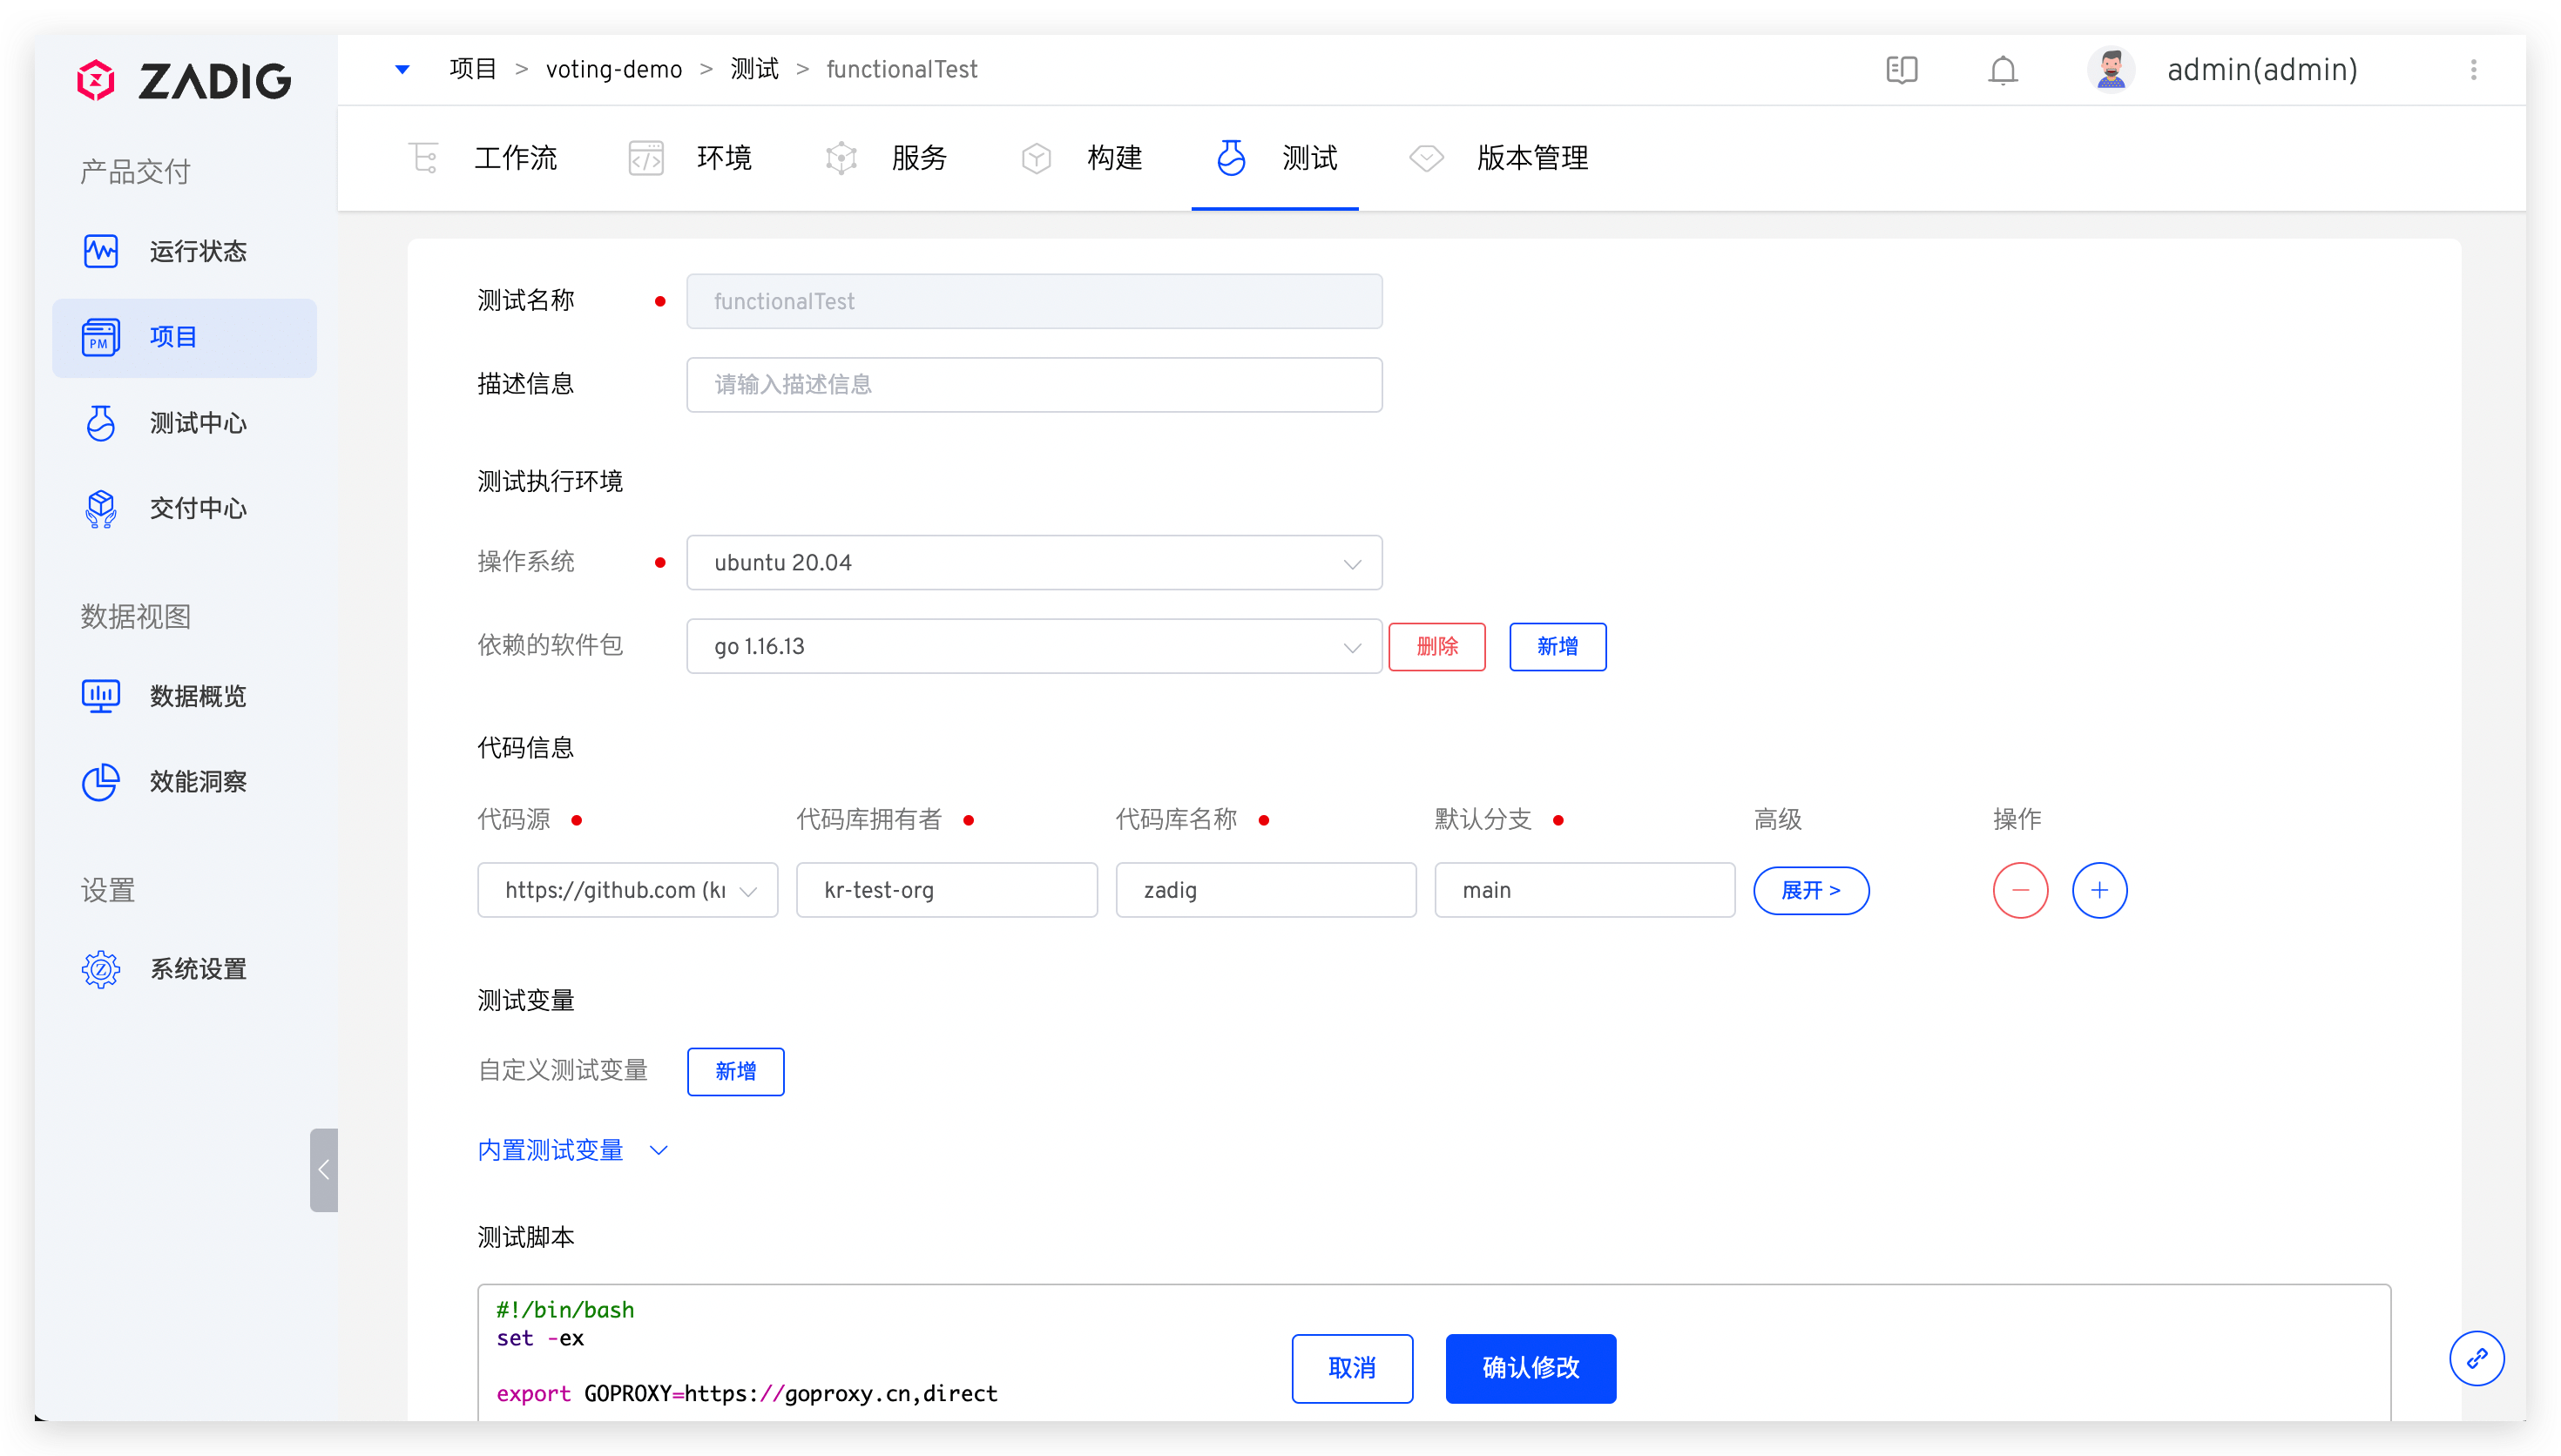 ZADIG
产品交付
运行状态
PM
项目
测试中心
交付中心
数据视图
数据概览
效能洞察
设置
系统设置
项目 > voting-demo > 测试 > functionalTest
admin(admin)
工作流 环境 服务 构建 测试 版本管理
测试名称 functionalTest
描述信息 请输入描述信息
测试执行环境
操作系统 ubuntu 20.04
依赖的软件包 go 1.16.13 删除 新增
代码信息
代码源 代码库拥有者 代码库名称 默认分支 高级 操作
https://github.com (kr kr-test-org zadig main 展开 >
测试变量
自定义测试变量 新增
内置测试变量
测试脚本
#!/bin/bash
set -ex
export GOPROXY=https://goproxy.cn,direct
取消 确认修改